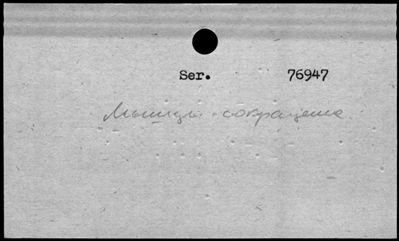 Ser. 76947
Мышцы - сокращение